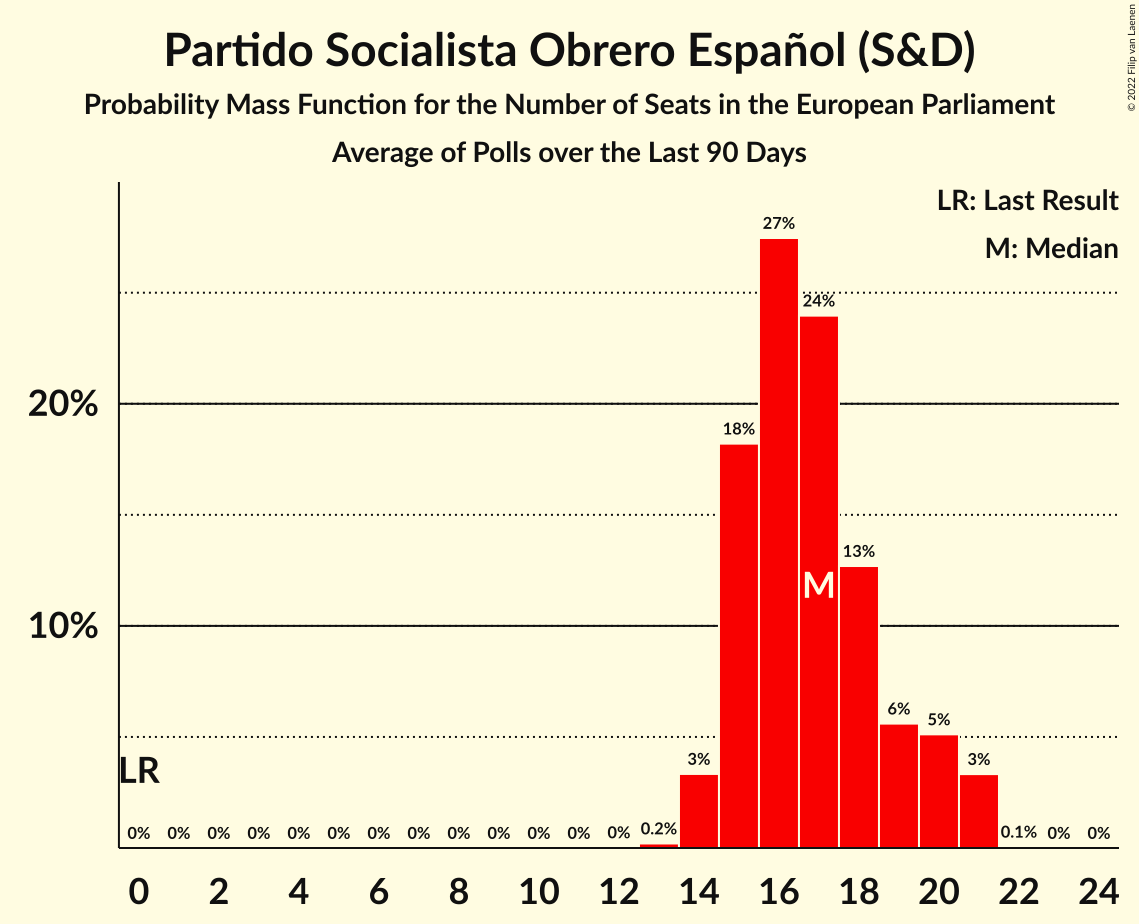 Partido Socialista Obrero Español (S&D)
Probability Mass Function for the Number of Seats in the European Parliament
Average of Polls over the Last 90 Days
© 2022 Filip van Laenen
LR: Last Result
M: Median
27%
24%
20%
18%
13%
M
10%
6%
5%
3%
3%
LR
0% 0% 0% 0% 0% 0% 0% 0% 0% 0% 0% 0% 0% 0.2% 0.1% 0% 0%
0 2 4 6 8 10 12 14 16 18 20 22 24